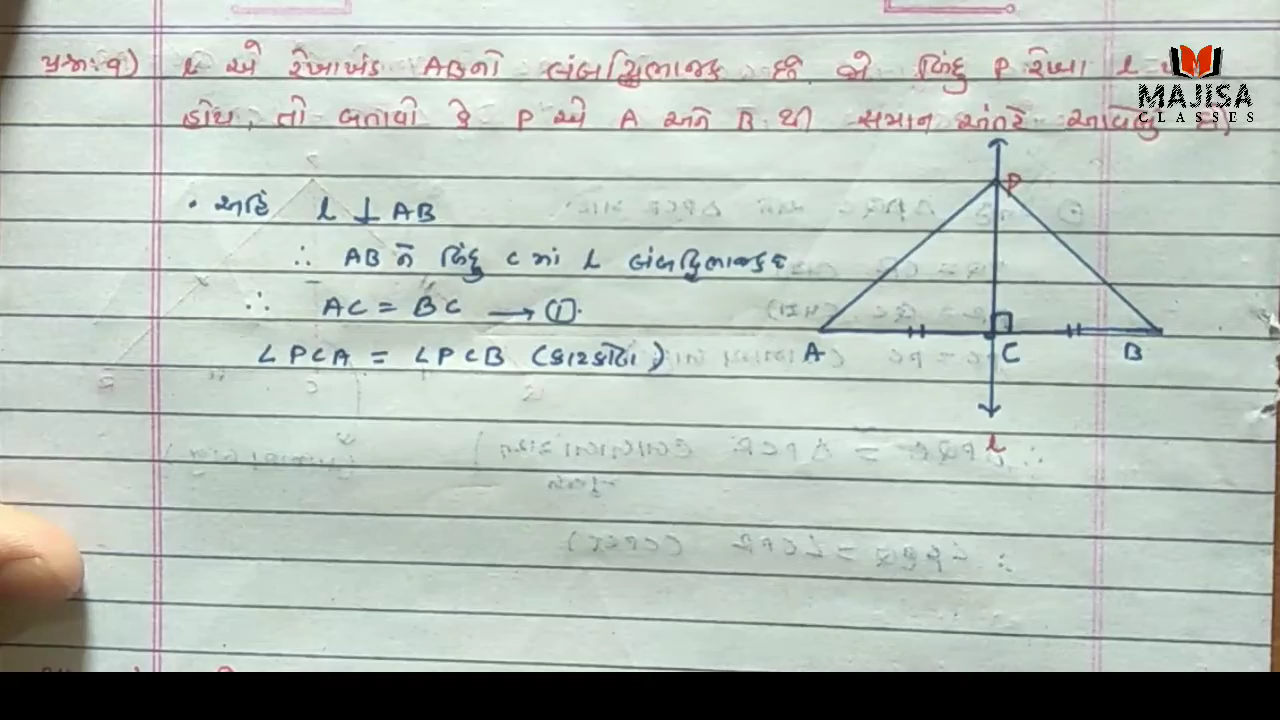 પ્રશ્ન: ૧) l એ રેખાખંડ ABનો લંબદ્વિભાજક છે જો બિંદુ P રેખા l
હોય, તો બતાવો કે P એ A અને B થી સમાન અંતરે આવેલું છે)
MAJISA
CLASSES
• અહિ l ⊥ AB
∴ AB ને બિંદુ C માં l લંબદ્વિભાજક છે
∴ AC = BC → ①.
∠PCA = ∠PCB (કાટકોણ)
P
A C B
l